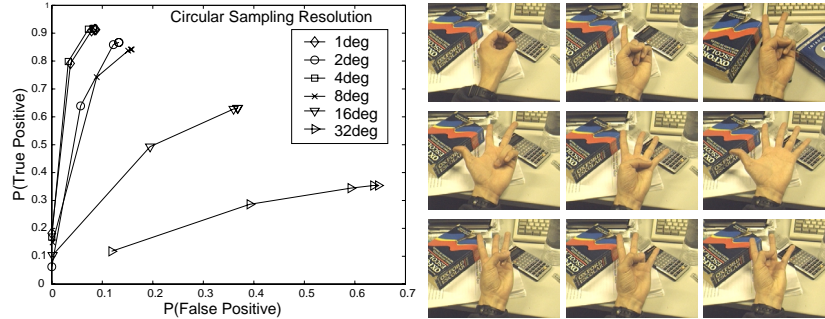 Circular Sampling Resolution
1deg
2deg
4deg
8deg
16deg
32deg
P(True Positive)
1
0.9
0.8
0.7
0.6
0.5
0.4
0.3
0.2
0.1
0
0 0.1 0.2 0.3 0.4 0.5 0.6 0.7
P(False Positive)
OXFORD